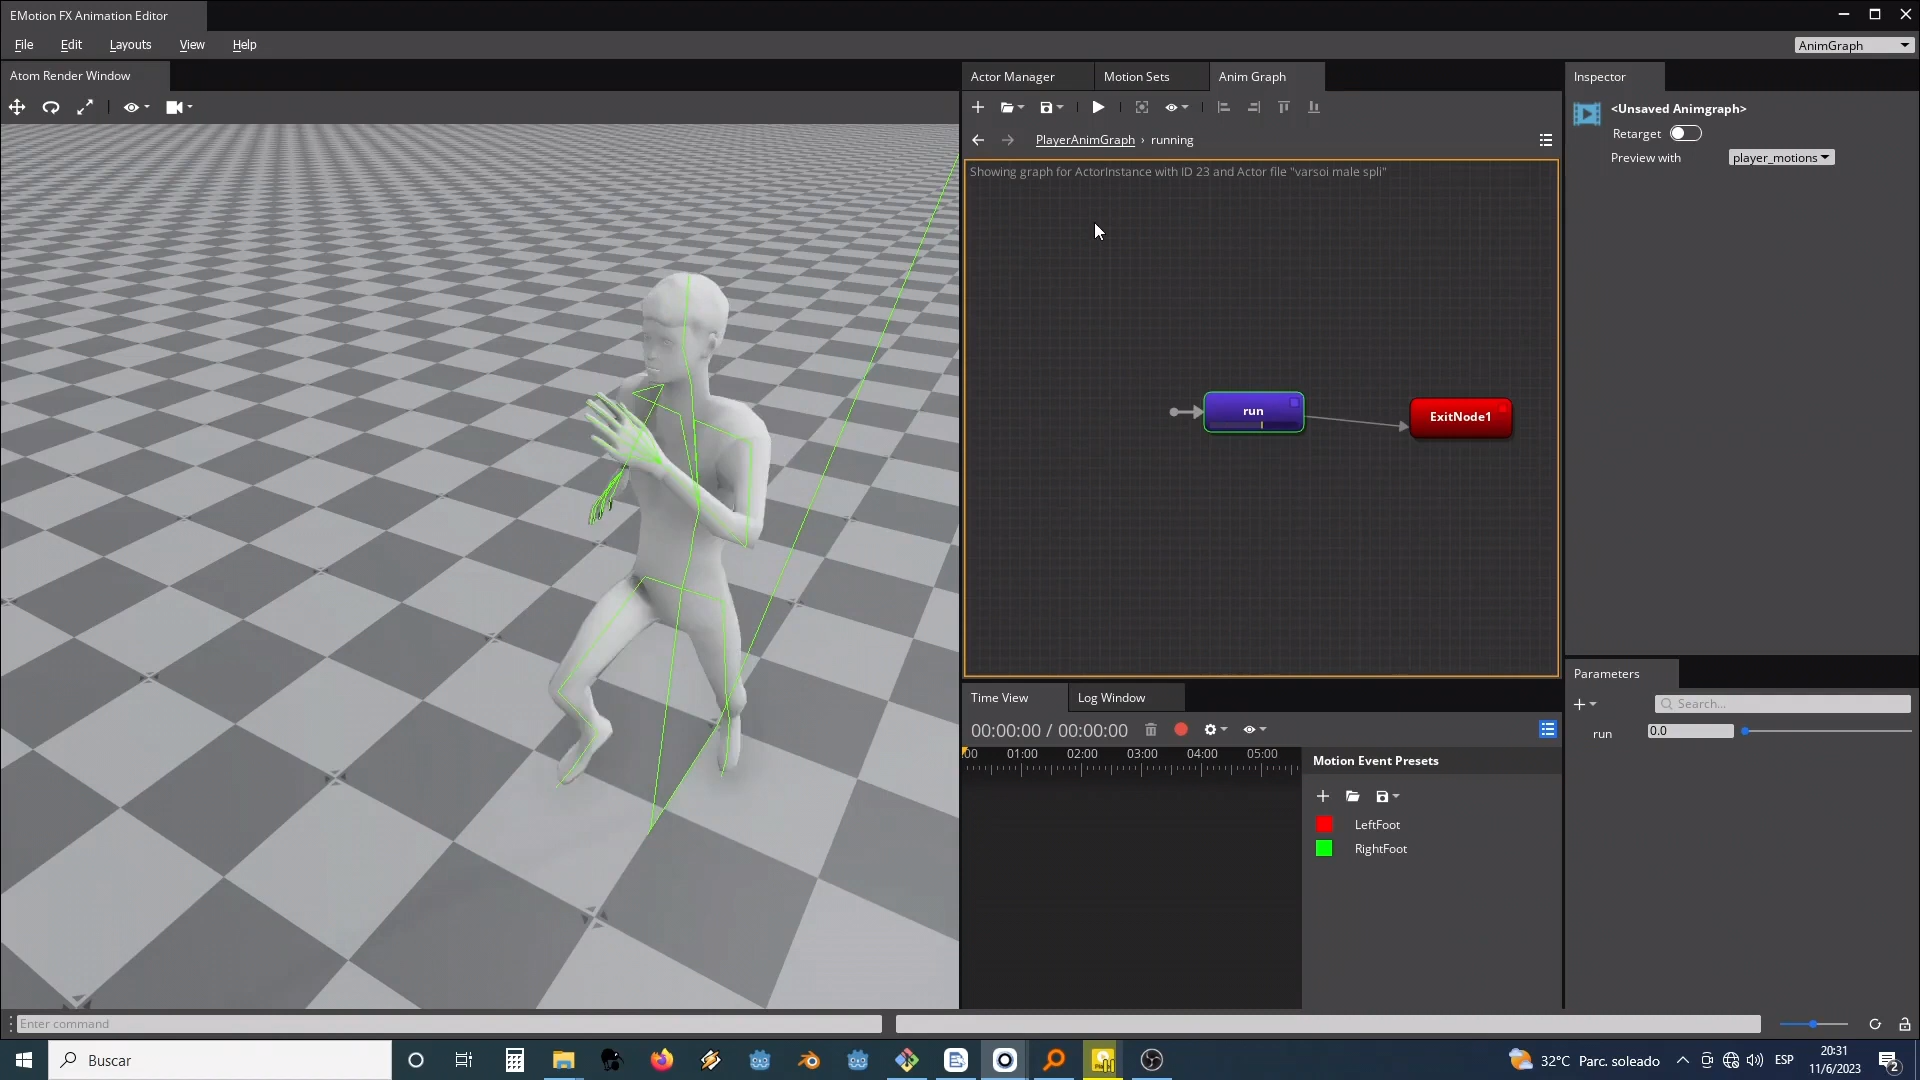 EMotion FX Animation Editor
File Edit Layouts View Help
AnimGraph
Atom Render Window
Actor Manager Motion Sets Anim Graph
PlayerAnimGraph › running
Showing graph for ActorInstance with ID 23 and Actor file "varsoi male spli"
run
ExitNode1
Inspector
<Unsaved Animgraph>
Retarget
Preview with player_motions
Time View Log Window
00:00:00 / 00:00:00
00 01:00 02:00 03:00 04:00 05:00
Motion Event Presets
LeftFoot
RightFoot
Parameters
Search...
run 0.0
Enter command
Buscar
32°C Parc. soleado
ESP
20:31
11/6/2023
2